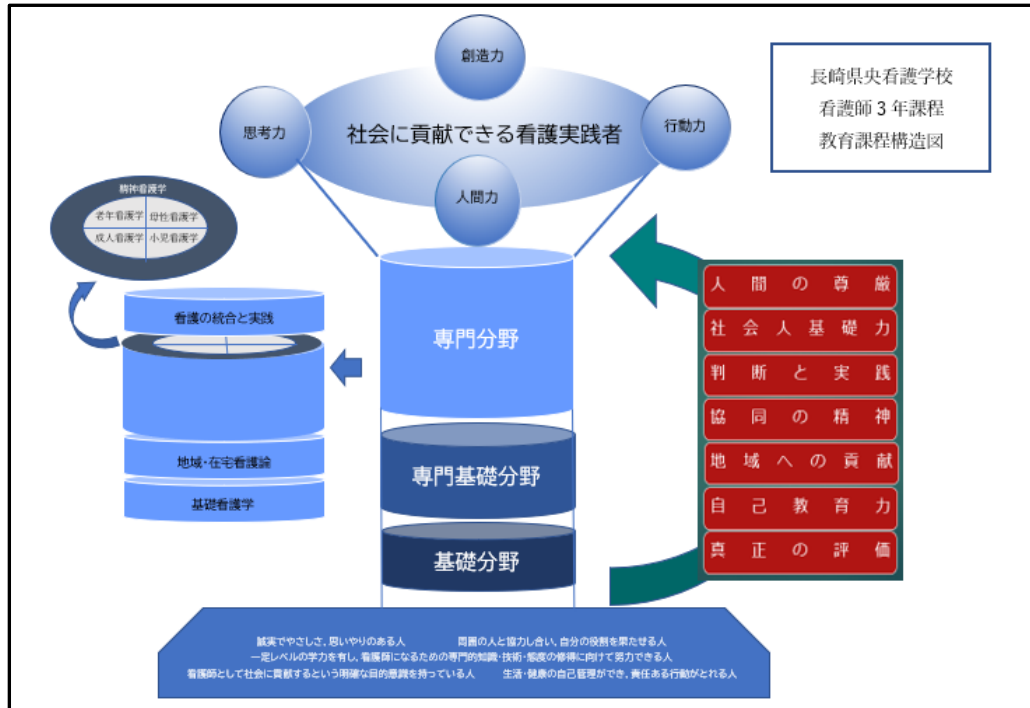 創造力
長崎県央看護学校
看護師3年課程
教育課程構造図
思考力
社会に貢献できる看護実践者
行動力
人間力
精神看護学
老年看護学 母性看護学
成人看護学 小児看護学
看護の統合と実践
地域・在宅看護論
基礎看護学
専門分野
専門基礎分野
基礎分野
人間の尊厳
社会人基礎力
判断と実践
協同の精神
地域への貢献
自己教育力
真正の評価
誠実でやさしさ、思いやりのある人 周囲の人と協力し合い、自分の役割を果たせる人
一定レベルの学力を有し、看護師になるための専門的知識・技術・態度の修得に向けて努力できる人
看護師として社会に貢献するという明確な目的意識を持っている人 生活・健康の自己管理ができ、責任ある行動がとれる人